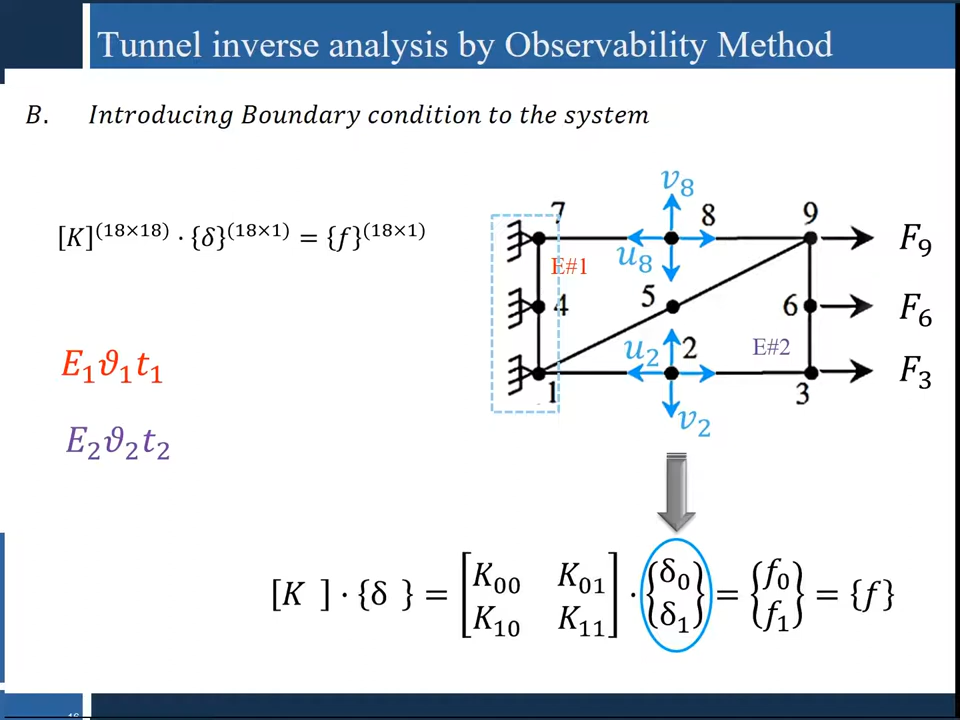 Tunnel inverse analysis by Observability Method
B. Introducing Boundary condition to the system
[K]^(18×18) · {δ}^(18×1) = {f}^(18×1)
v₈
7 8 9 F₉
u₈ E#1
4 5 6 F₆
E₁ϑ₁t₁
u₂ 2 E#2
1 3 F₃
v₂
E₂ϑ₂t₂
[K ] · {δ } = [K₀₀ K₀₁ K₁₀ K₁₁] · {δ₀ δ₁} = {f₀ f₁} = {f}
16